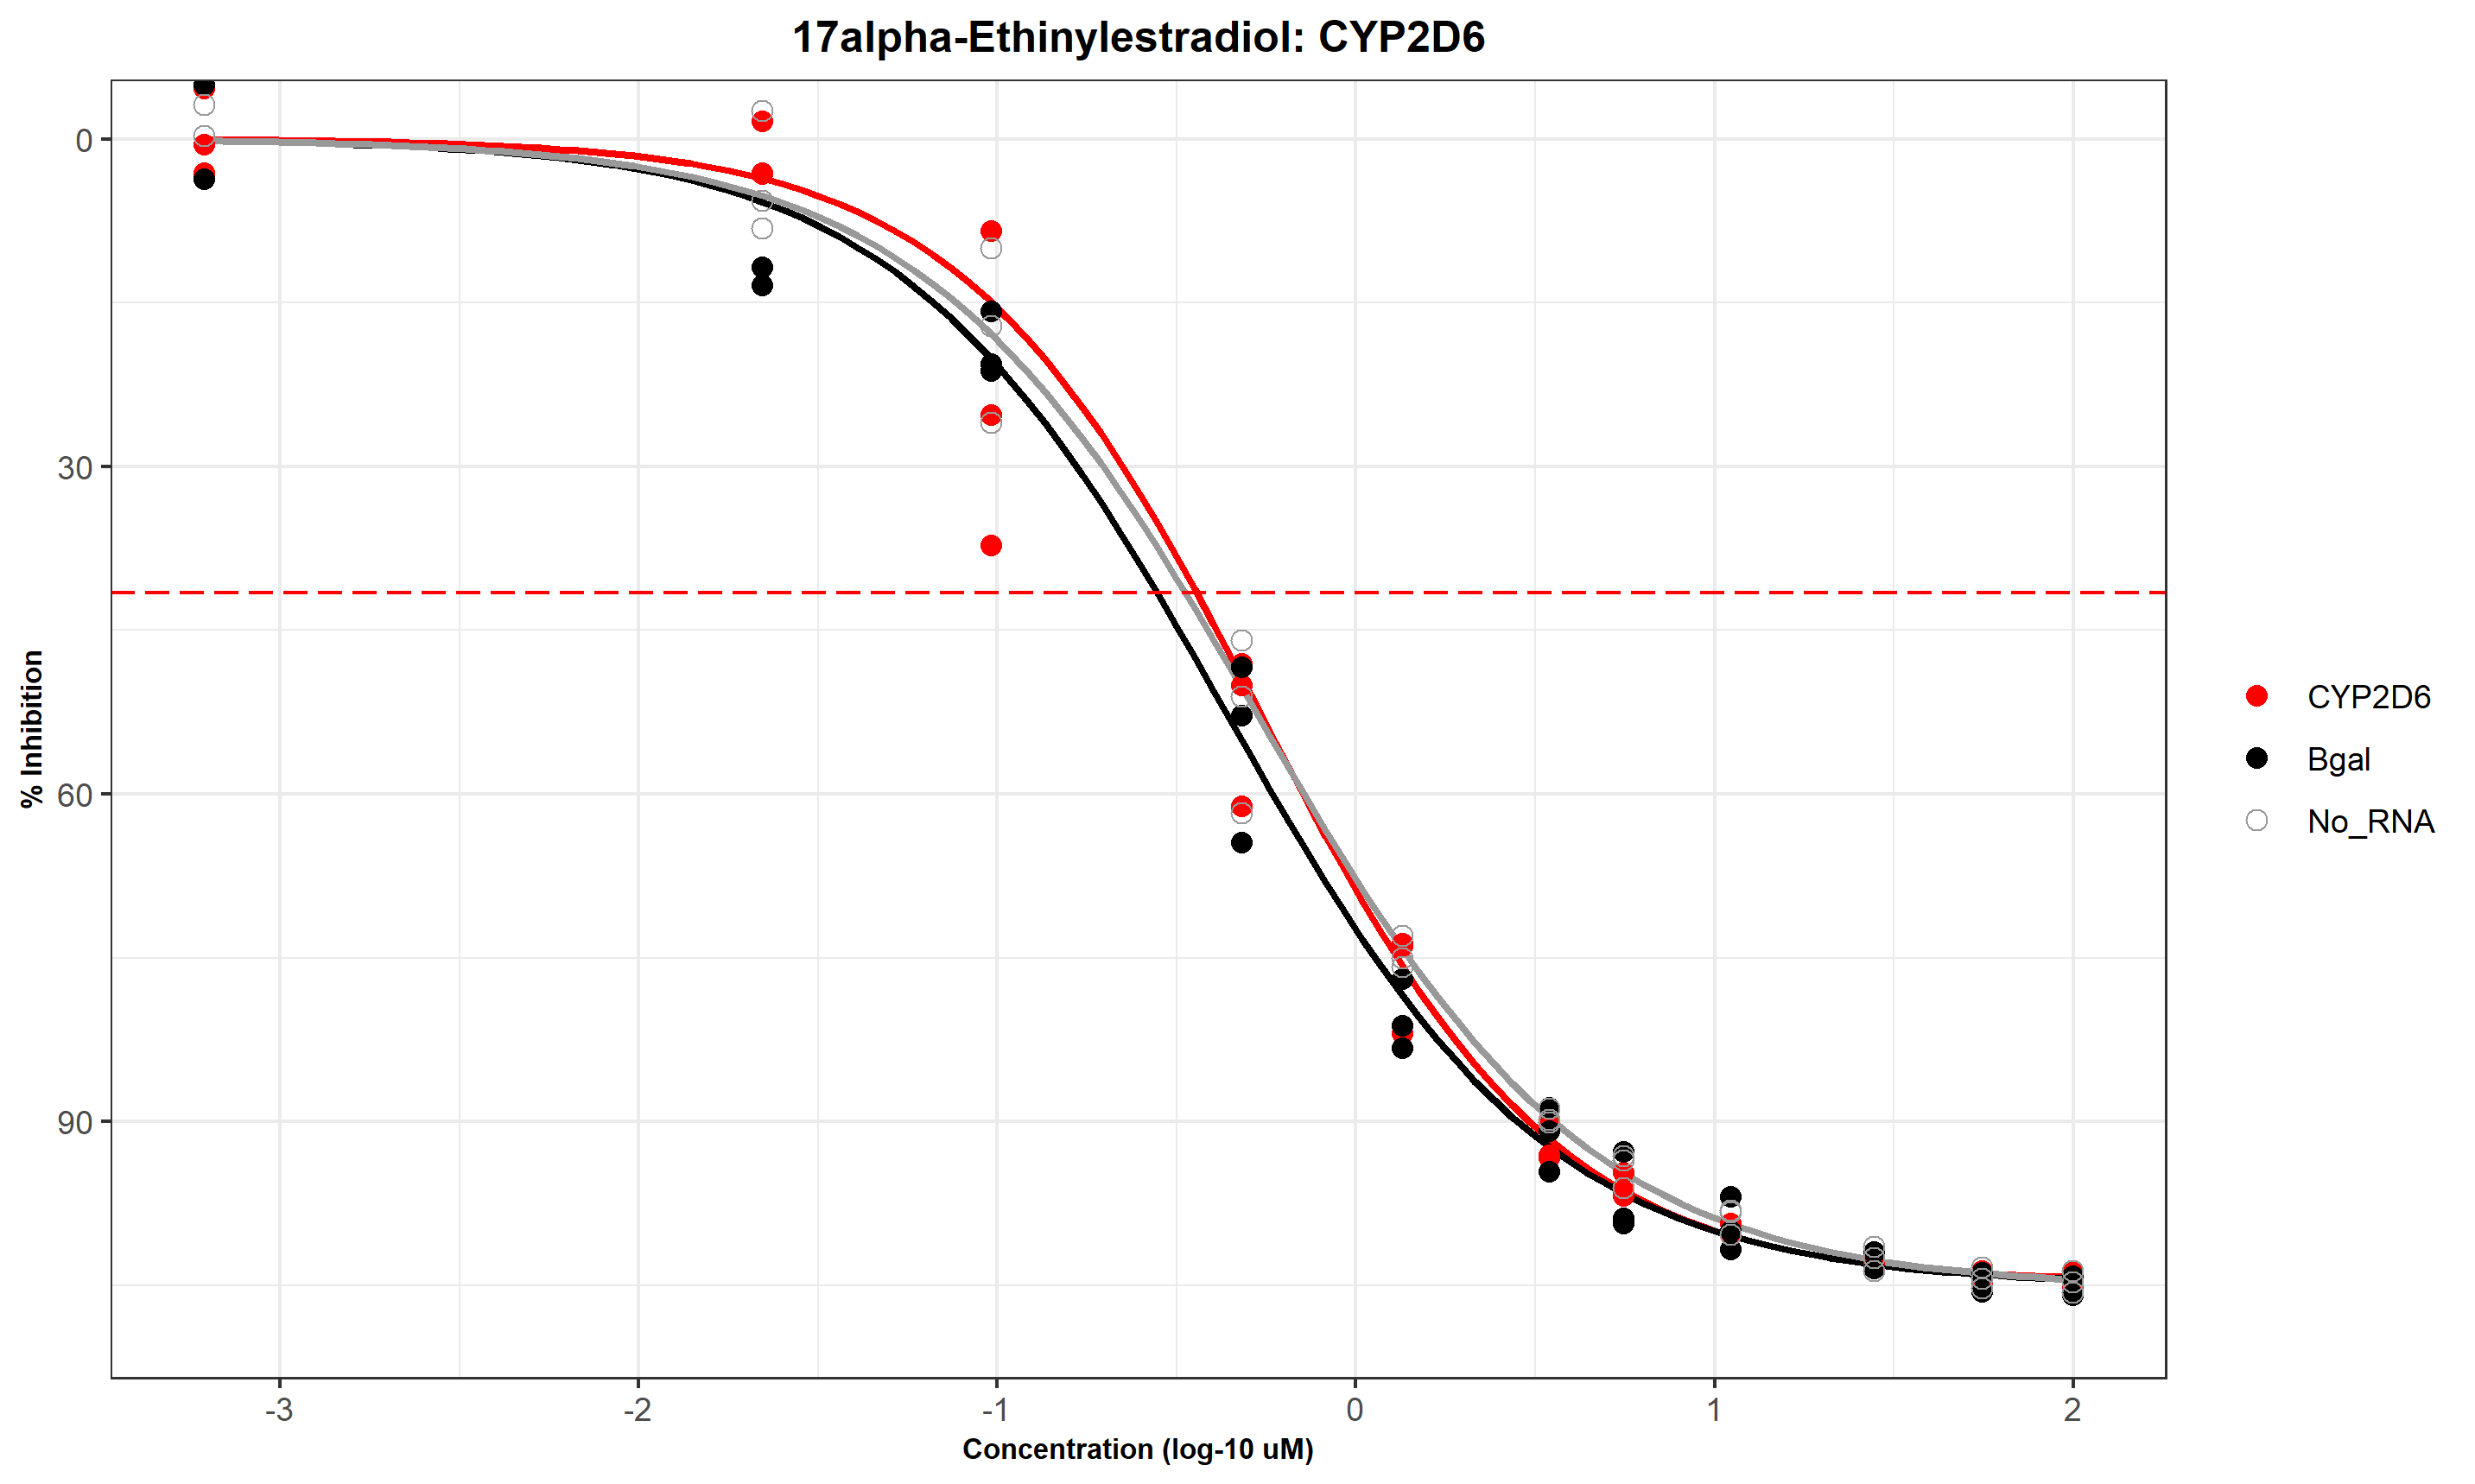 17alpha-Ethinylestradiol: CYP2D6
% Inhibition
0
30
60
90
-3
-2
-1
0
1
2
Concentration (log-10 uM)
CYP2D6
Bgal
No_RNA